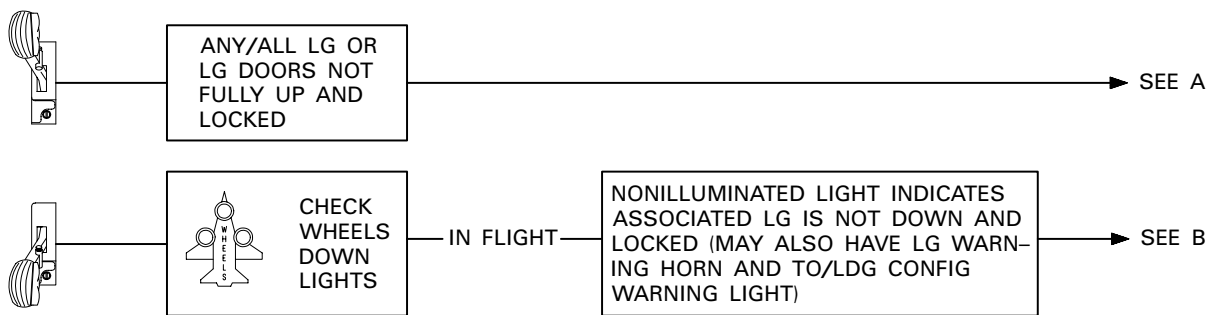 ANY/ALL LG OR
LG DOORS NOT
FULLY UP AND
LOCKED
SEE A
WHEELS
CHECK
WHEELS
DOWN
LIGHTS
IN FLIGHT
NONILLUMINATED LIGHT INDICATES
ASSOCIATED LG IS NOT DOWN AND
LOCKED (MAY ALSO HAVE LG WARN–
ING HORN AND TO/LDG CONFIG
WARNING LIGHT)
SEE B